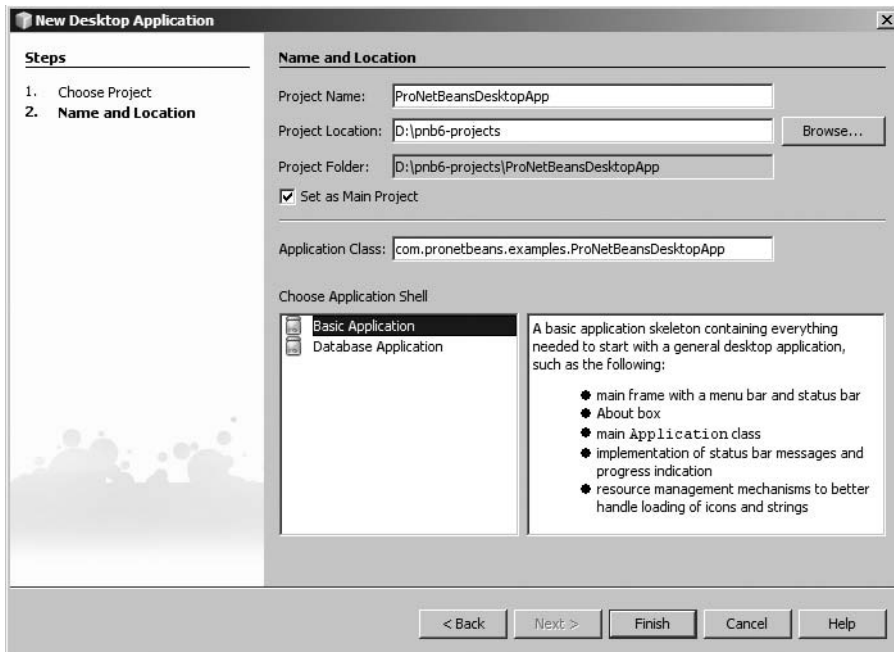 New Desktop Application
Steps
1. Choose Project
2. Name and Location
Name and Location
Project Name: ProNetBeansDesktopApp
Project Location: D:\pnb6-projects Browse...
Project Folder: D:\pnb6-projects\ProNetBeansDesktopApp
Set as Main Project
Application Class: com.pronetbeans.examples.ProNetBeansDesktopApp
Choose Application Shell
Basic Application
Database Application
A basic application skeleton containing everything
needed to start with a general desktop application,
such as the following:
● main frame with a menu bar and status bar
● About box
● main Application class
● implementation of status bar messages and
progress indication
● resource management mechanisms to better
handle loading of icons and strings
< Back Next > Finish Cancel Help